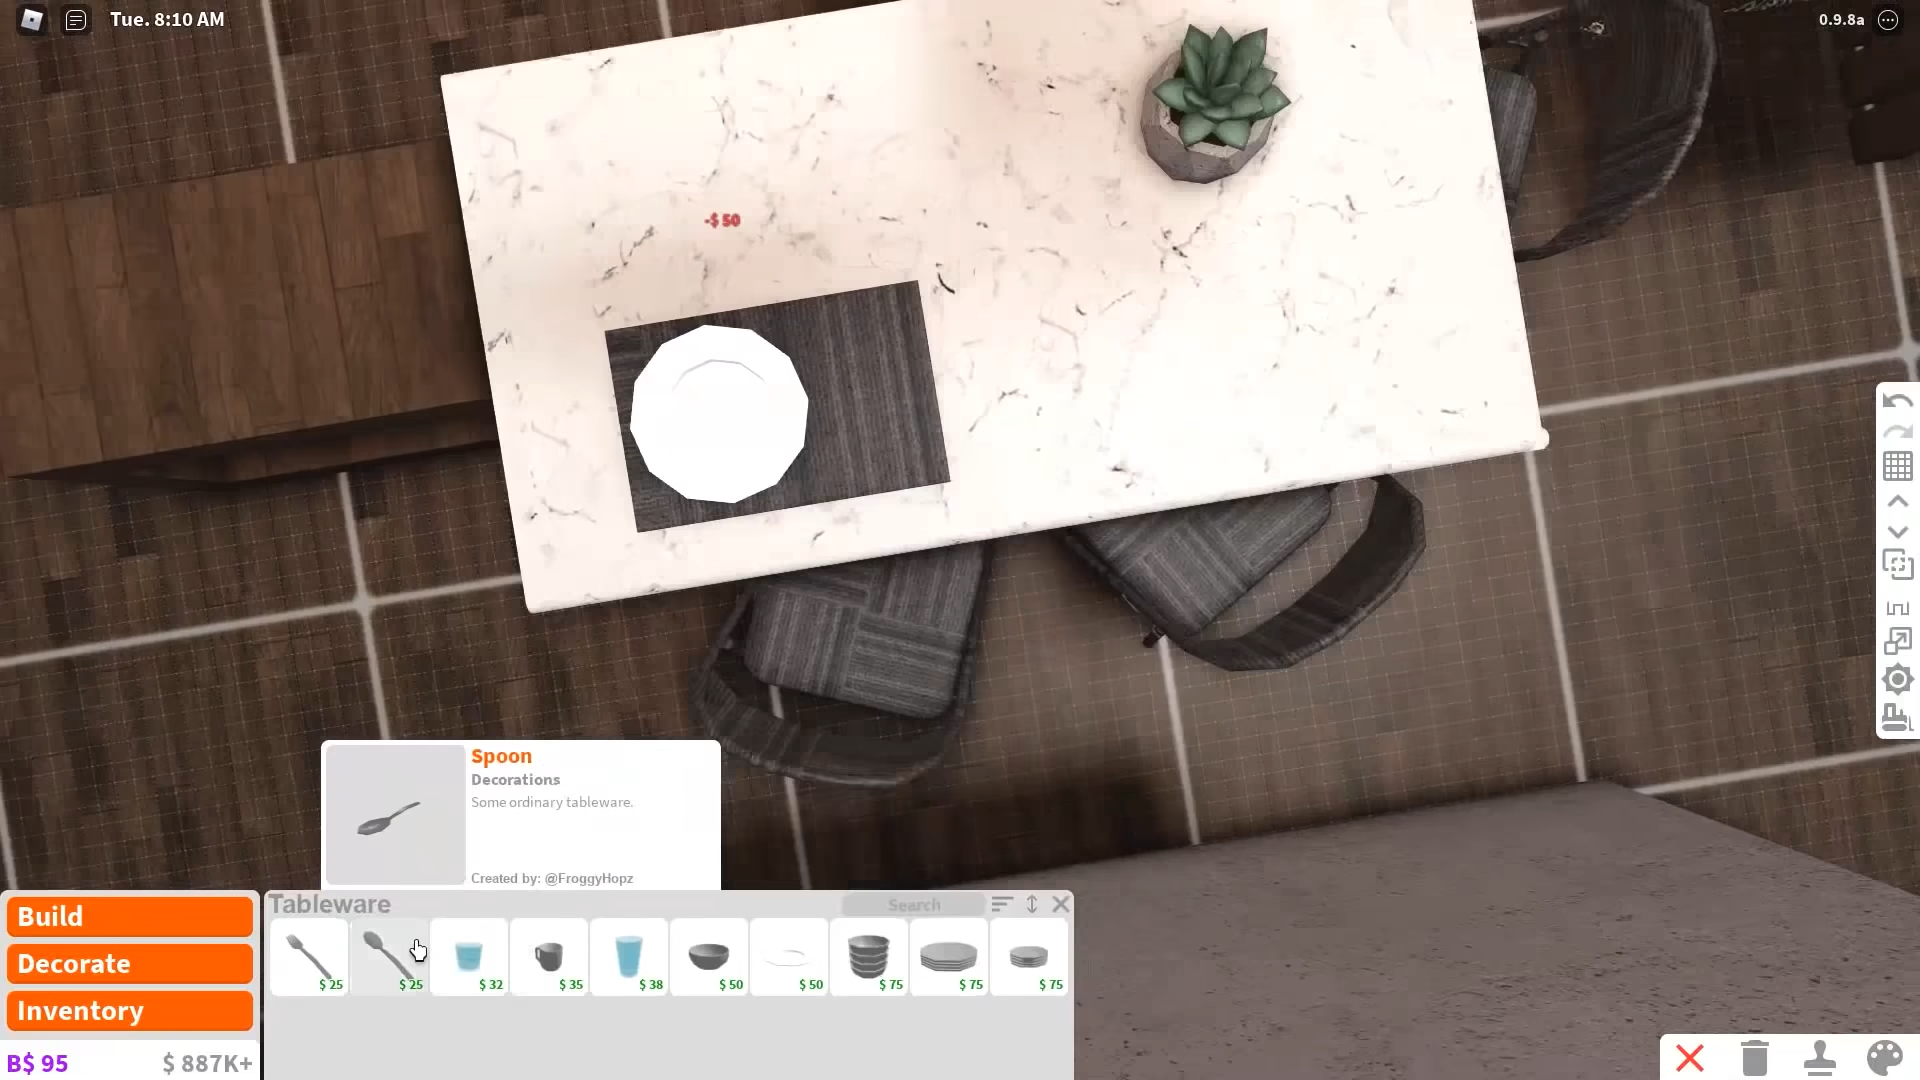 Tue. 8:10 AM
0.9.8a
-$ 50
Spoon
Decorations
Some ordinary tableware.
Created by: @FroggyHopz
Build
Decorate
Inventory
B$ 95
$ 887K+
Tableware
Search
$ 25
$ 25
$ 32
$ 35
$ 38
$ 50
$ 50
$ 75
$ 75
$ 75